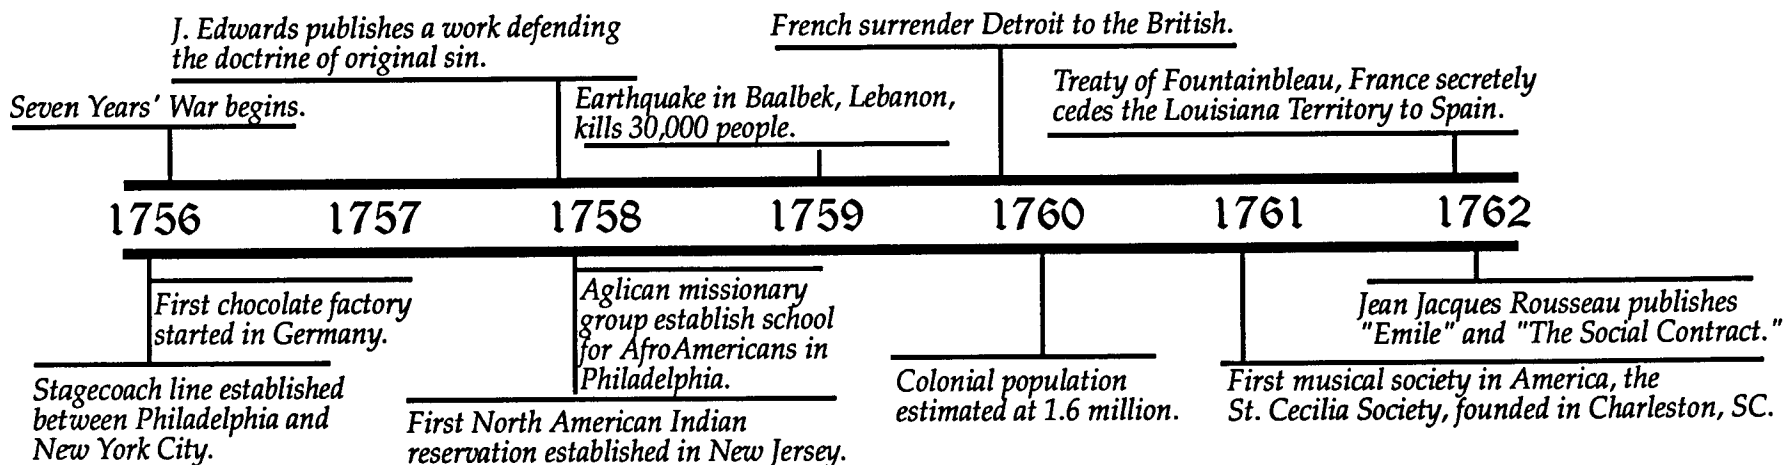 J. Edwards publishes a work defending
the doctrine of original sin.
French surrender Detroit to the British.
Seven Years' War begins.
Earthquake in Baalbek, Lebanon,
kills 30,000 people.
Treaty of Fountainbleau, France secretely
cedes the Louisiana Territory to Spain.
1756 1757 1758 1759 1760 1761 1762
First chocolate factory
started in Germany.
Stagecoach line established
between Philadelphia and
New York City.
Aglican missionary
group establish school
for AfroAmericans in
Philadelphia.
First North American Indian
reservation established in New Jersey.
Colonial population
estimated at 1.6 million.
Jean Jacques Rousseau publishes
"Emile" and "The Social Contract."
First musical society in America, the
St. Cecilia Society, founded in Charleston, SC.